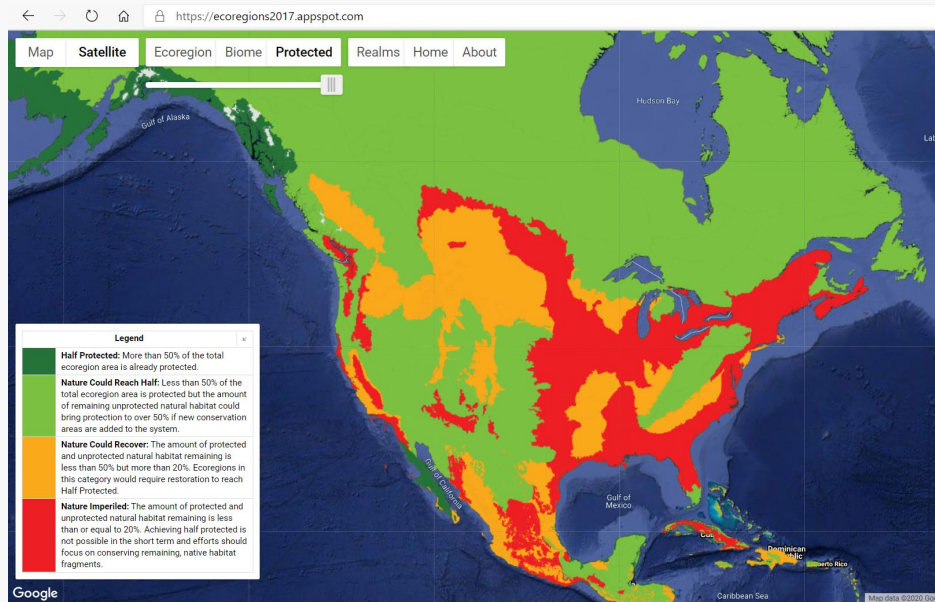 https://ecoregions2017.appspot.com
Map Satellite Ecoregion Biome Protected Realms Home About
Hudson Bay
Gulf of Alaska
Legend
Half Protected: More than 50% of the total
ecoregion area is already protected.
Nature Could Reach Half: Less than 50% of the
total ecoregion area is protected but the amount
of remaining unprotected natural habitat could
bring protection to over 50% if new conservation
areas are added to the system.
Nature Could Recover: The amount of protected
and unprotected natural habitat remaining is
less than 50% but more than 20%. Ecoregions in
this category would require restoration to reach
Half Protected.
Nature Imperiled: The amount of protected and
unprotected natural habitat remaining is less
than or equal to 20%. Achieving half protected is
not possible in the short term and efforts should
focus on conserving remaining, native habitat
fragments.
Gulf of California
Gulf of
Mexico
Dominican
Caribbean Sea
Google
Map data ©2020